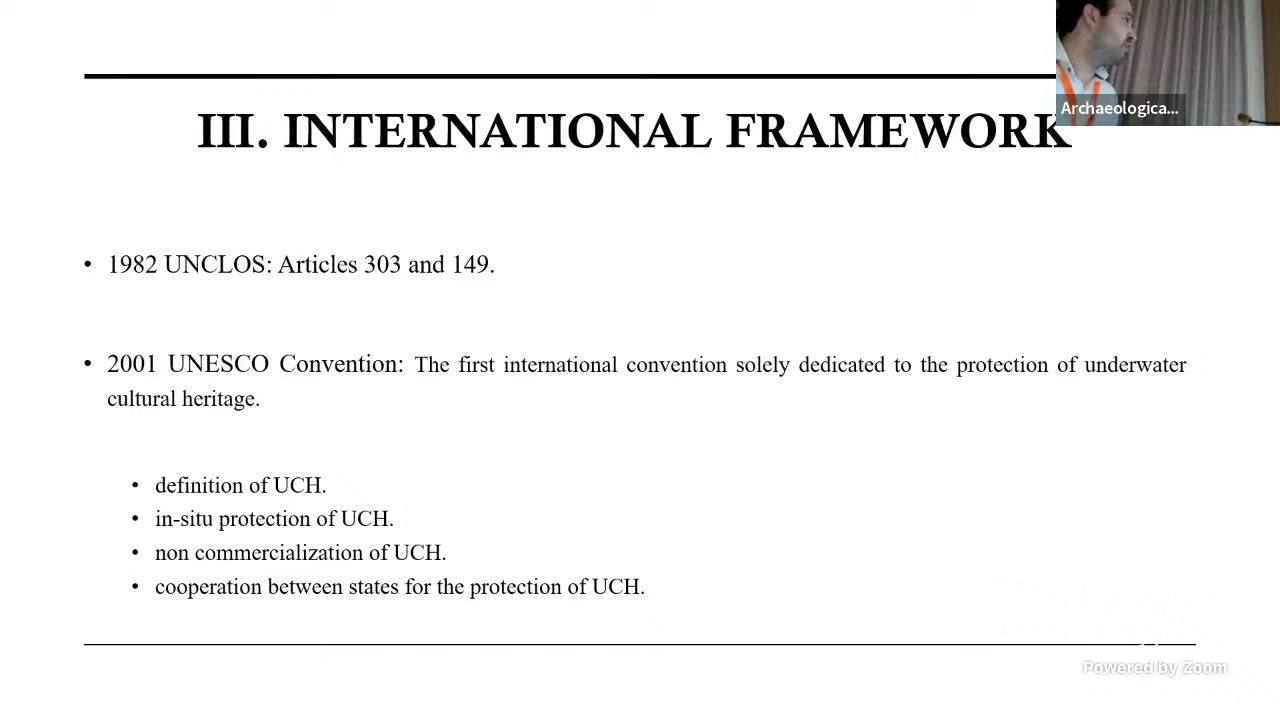 Archaeologica...
III. INTERNATIONAL FRAMEWORK
• 1982 UNCLOS: Articles 303 and 149.
• 2001 UNESCO Convention: The first international convention solely dedicated to the protection of underwater
cultural heritage.
• definition of UCH.
• in-situ protection of UCH.
• non commercialization of UCH.
• cooperation between states for the protection of UCH.
Powered by Zoom